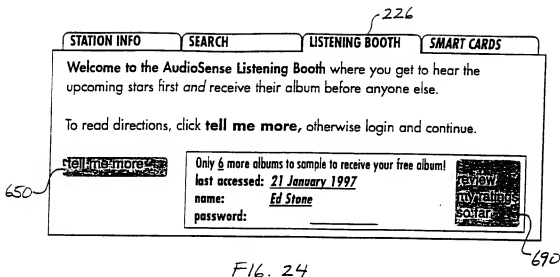 226
STATION INFO SEARCH LISTENING BOOTH SMART CARDS
Welcome to the AudioSense Listening Booth where you get to hear the
upcoming stars first and receive their album before anyone else.
To read directions, click tell me more, otherwise login and continue.
tell me more
Only 6 more albums to sample to receive your free album!
last accessed: 21 January 1997
name: Ed Stone
password:
review
my ratings
so far
650
690
FIG. 24